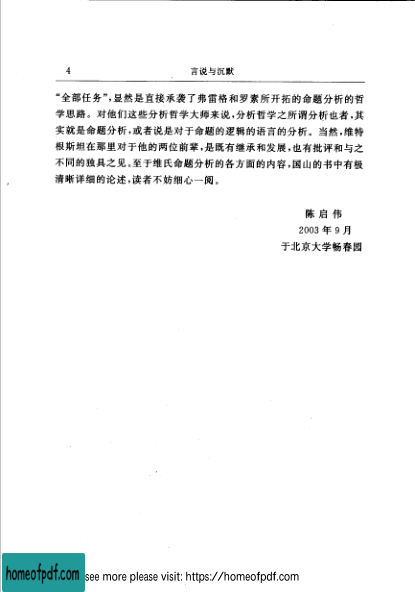 4 言说与沉默
“全部任务”,显然是直接承袭了弗雷格和罗素所开拓的命题分析的哲
学思路。对他们这些分析哲学大师来说,分析哲学之所谓分析也者,其
实就是命题分析,或者说是对于命题的逻辑的语言的分析。当然,维特
根斯坦在那里对于他的两位前辈,是既有继承和发展,也有批评和与之
不同的独具之见。至于维氏命题分析的各方面的内容,国山的书中有极
清晰详细的论述,读者不妨细心一阅。
陈启伟
2003 年 9 月
于北京大学畅春园
homeofpdf.com see more please visit: https://homeofpdf.com